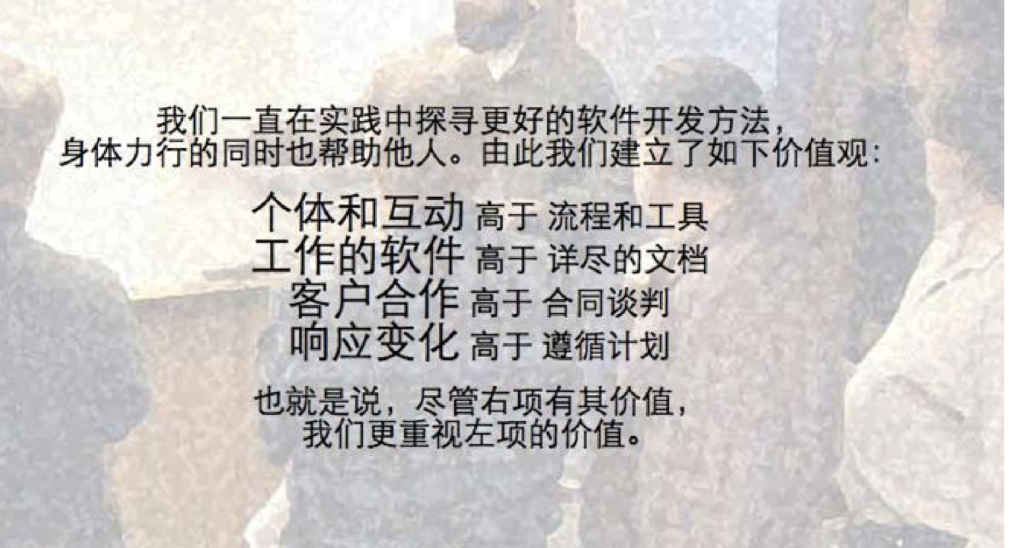 我们一直在实践中探寻更好的软件开发方法，
身体力行的同时也帮助他人。由此我们建立了如下价值观：
个体和互动 高于 流程和工具
工作的软件 高于 详尽的文档
客户合作 高于 合同谈判
响应变化 高于 遵循计划
也就是说，尽管右项有其价值，
我们更重视左项的价值。